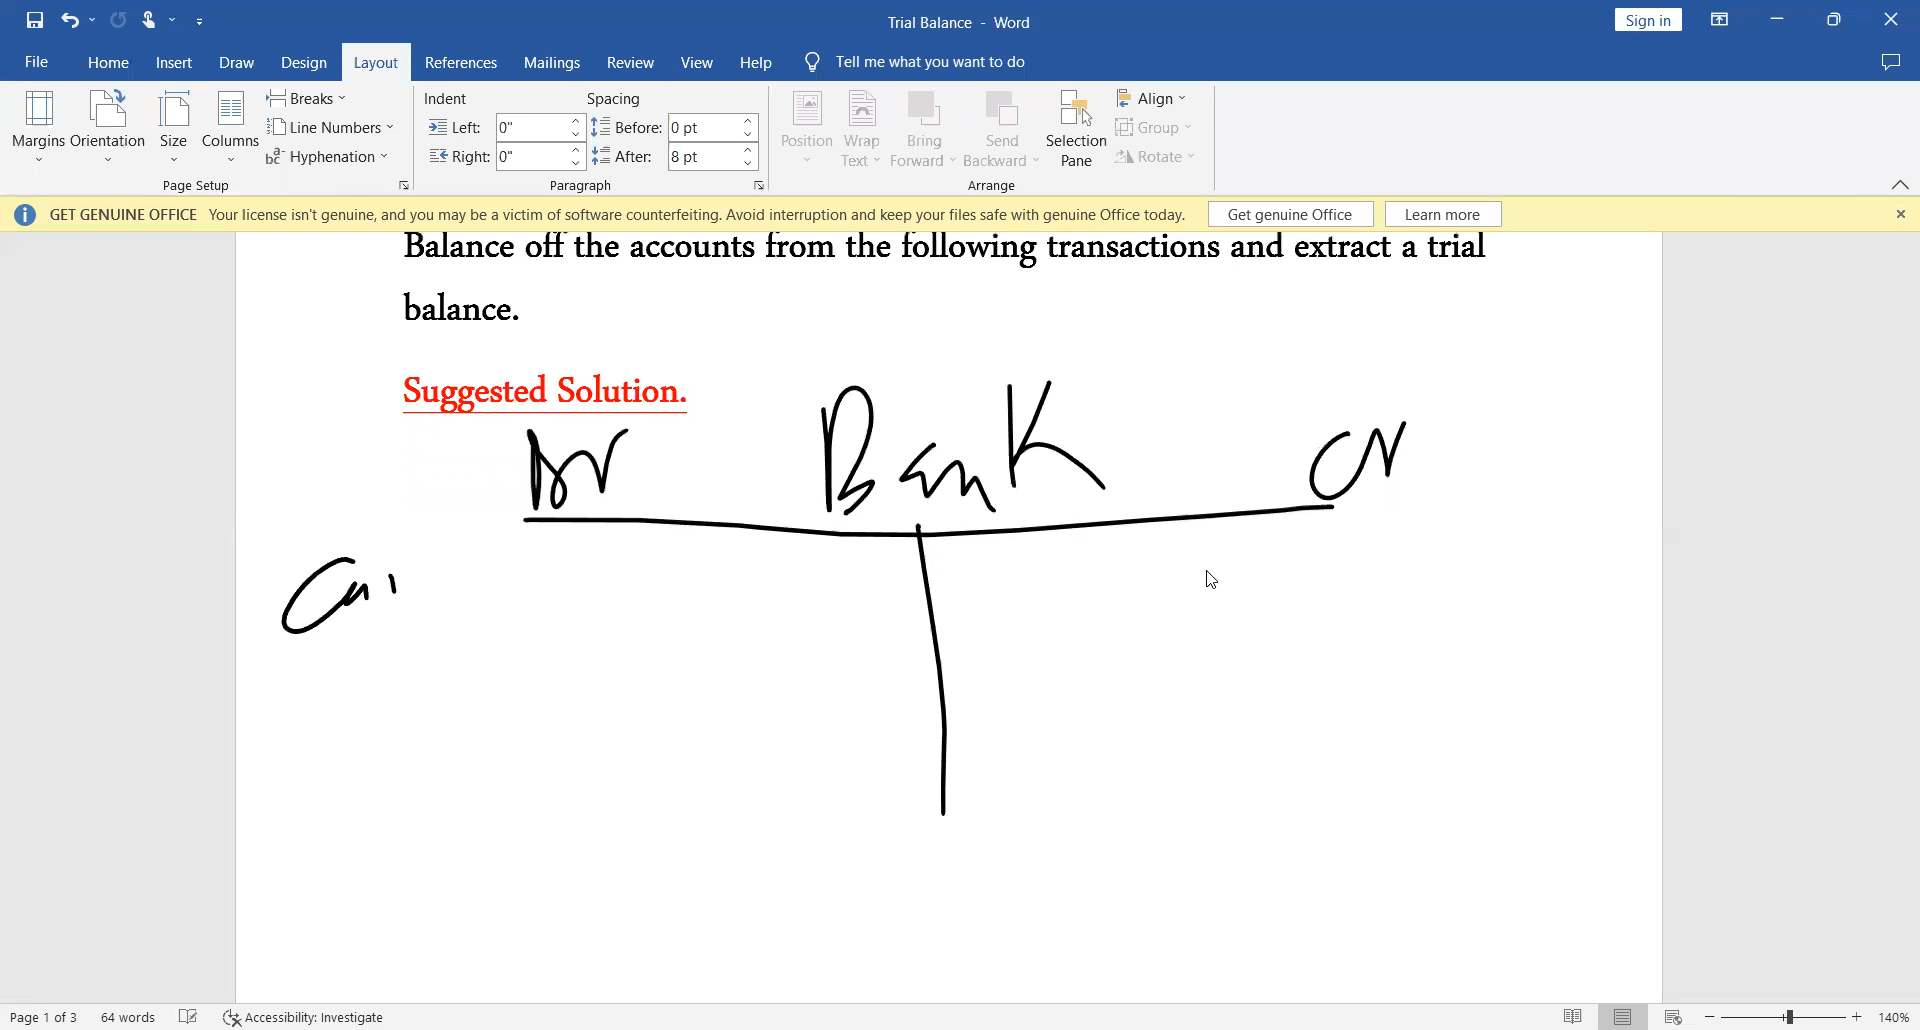 Trial Balance - Word
Sign in
File Home Insert Draw Design Layout References Mailings Review View Help Tell me what you want to do
Margins Orientation Size Columns
Breaks
Line Numbers
Hyphenation
Page Setup
Indent Spacing
Left: 0" Before: 0 pt
Right: 0" After: 8 pt
Paragraph
Position Wrap Text Bring Forward Send Backward Selection Pane
Align
Group
Rotate
Arrange
GET GENUINE OFFICE Your license isn't genuine, and you may be a victim of software counterfeiting. Avoid interruption and keep your files safe with genuine Office today. Get genuine Office Learn more
Balance off the accounts from the following transactions and extract a trial
balance.
Suggested Solution.
Dr Bank Cr
Page 1 of 3 64 words Accessibility: Investigate 140%